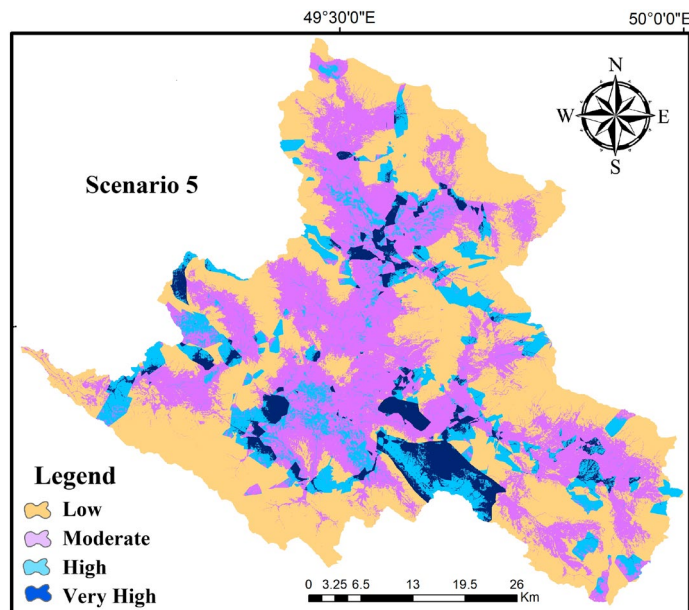 49°30'0"E 50°0'0"E
N
W E
S
Scenario 5
Legend
Low
Moderate
High
Very High
0 3.25 6.5 13 19.5 26
Km